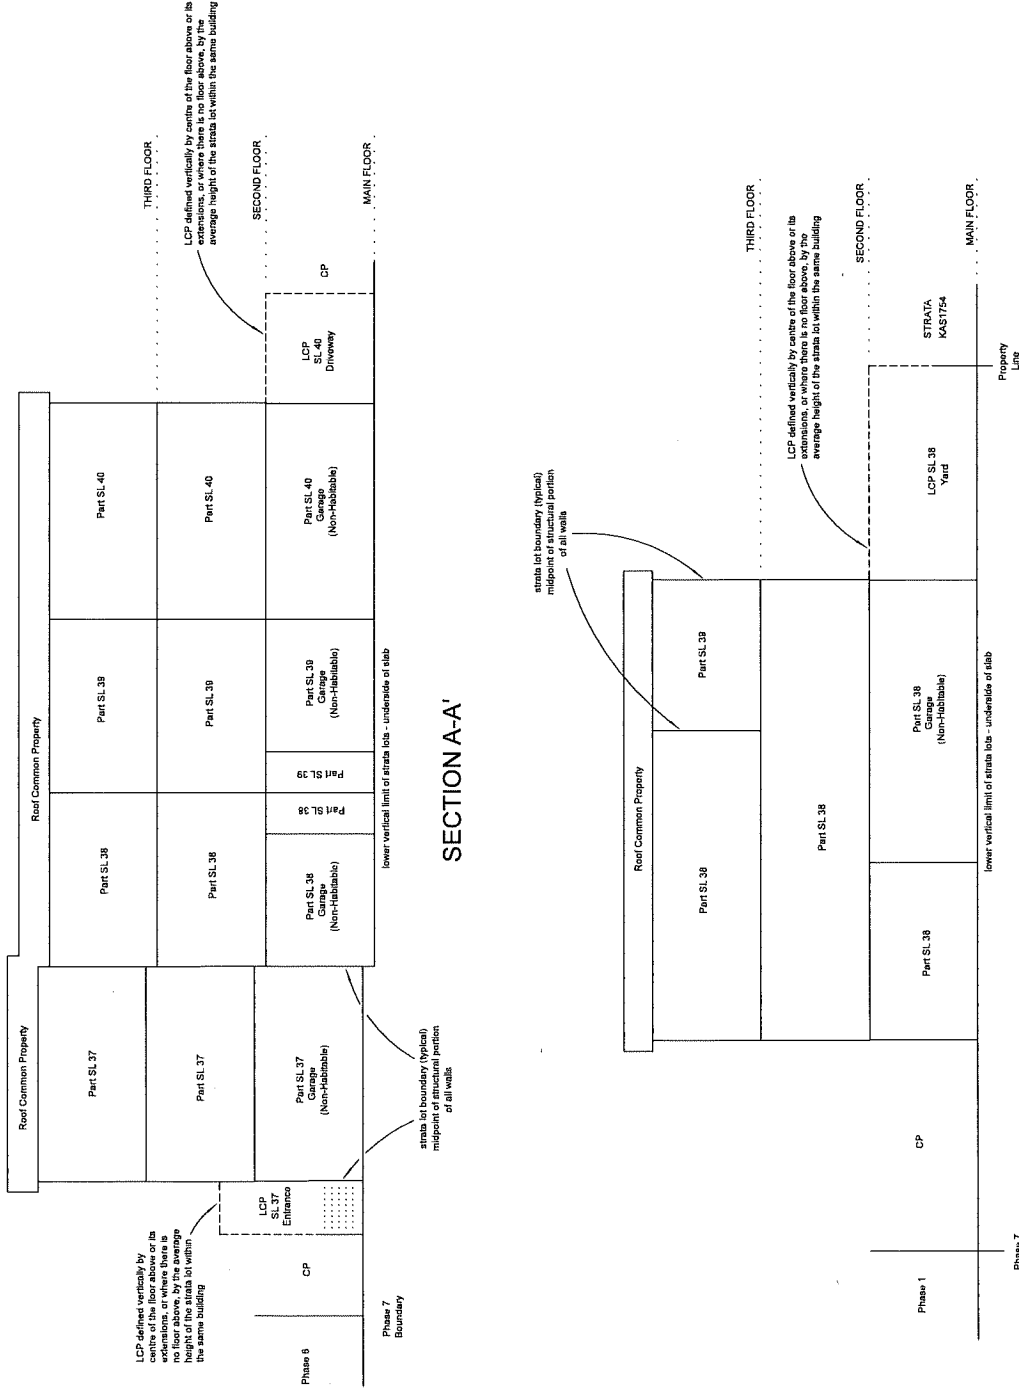 LCP defined vertically by
centre of the floor above or its
extensions, or where there is
no floor above, by the average
height of the strata lot within
the same building
Roof Common Property
Roof Common Property
LCP defined vertically by centre of the floor above or its
extensions, or where there is no floor above, by the
average height of the strata lot within the same building
THIRD FLOOR
SECOND FLOOR
MAIN FLOOR
Part SL 37
Part SL 38
Part SL 39
Part SL 40
Part SL 37
Part SL 38
Part SL 39
Part SL 40
Phase 6
CP
LCP
SL 37
Entrance
Part SL 37
Garage
(Non-Habitable)
Part SL 38
Garage
(Non-Habitable)
Part SL 38
Part SL 39
Part SL 39
Garage
(Non-Habitable)
Part SL 40
Garage
(Non-Habitable)
LCP
SL 40
Driveway
CP
Phase 7
Boundary
strata lot boundary (typical)
midpoint of structural portion
of all walls
lower vertical limit of strata lots - underside of slab
SECTION A-A'
strata lot boundary (typical)
midpoint of structural portion
of all walls
Roof Common Property
LCP defined vertically by centre of the floor above or its
extensions, or where there is no floor above, by the
average height of the strata lot within the same building
THIRD FLOOR
SECOND FLOOR
MAIN FLOOR
Part SL 38
Part SL 39
Part SL 38
Phase 1
CP
Part SL 38
Part SL 38
Garage
(Non-Habitable)
LCP SL 38
Yard
STRATA
KAS1754
lower vertical limit of strata lots - underside of slab
Property
Line
Phase 7